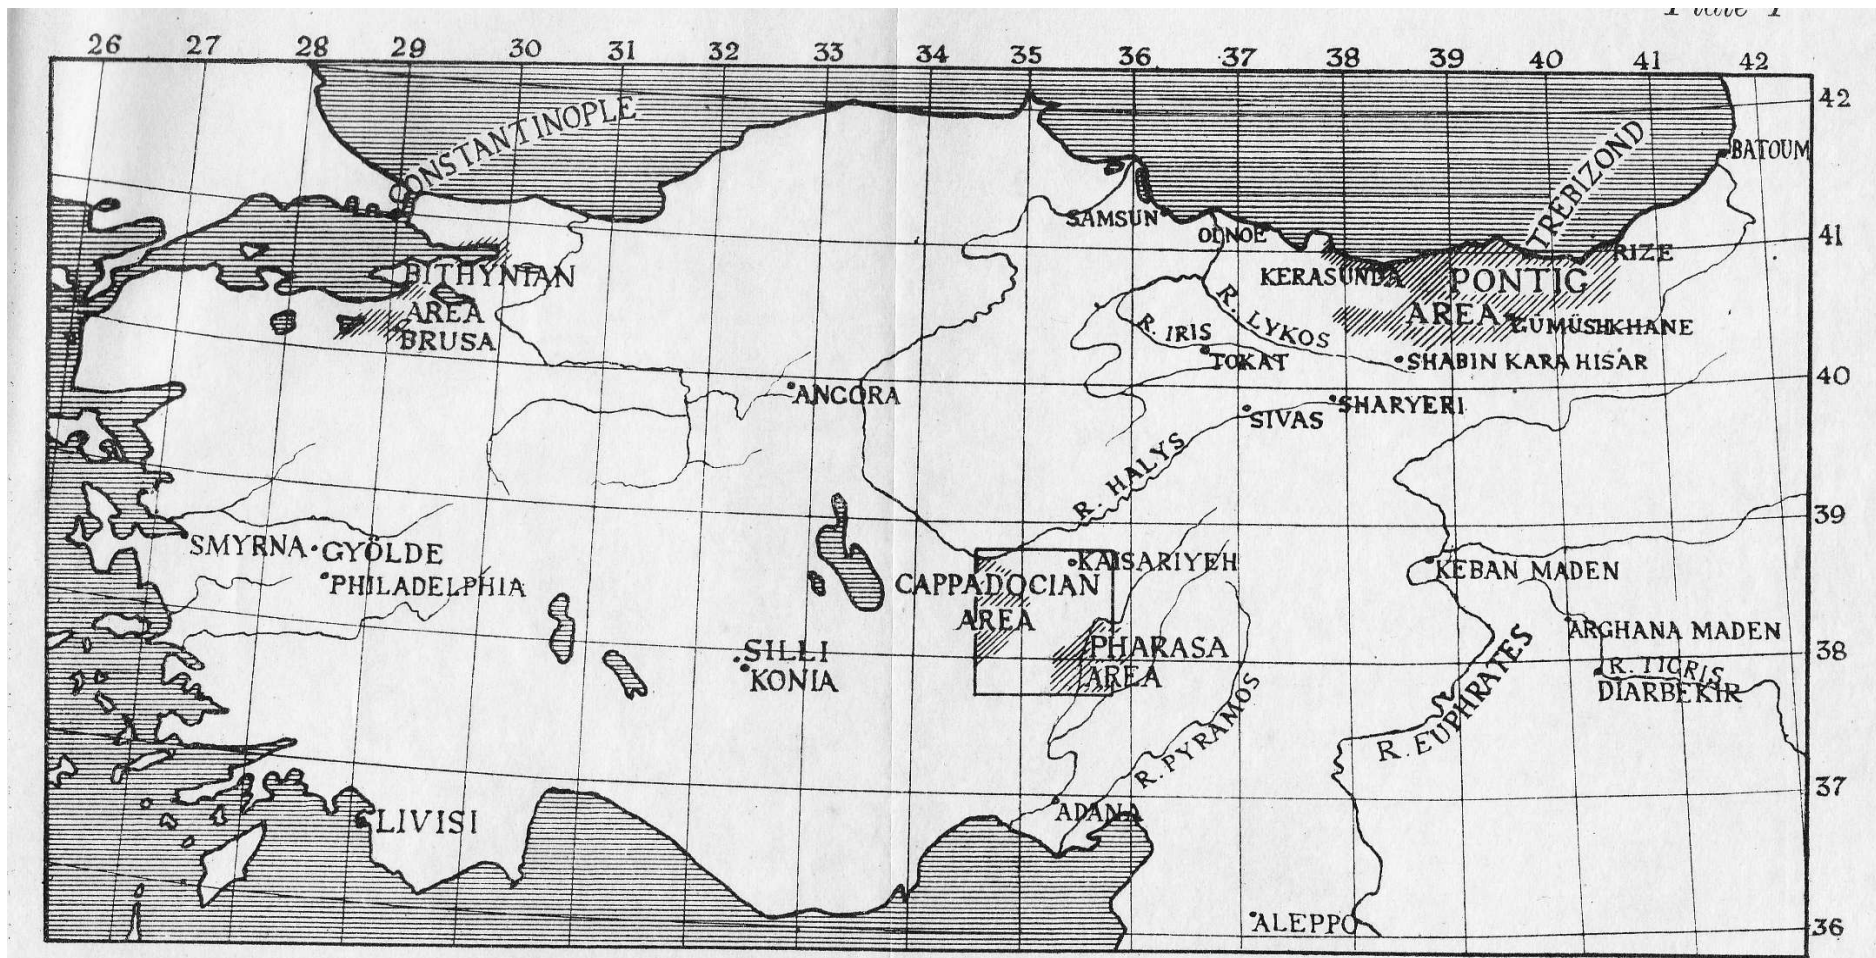 Plate I
26 27 28 29 30 31 32 33 34 35 36 37 38 39 40 41 42
42
CONSTANTINOPLE
TREBIZOND
BATOUM
SAMSUN
OINOE
41
RIZE
BITHYNIAN
AREA
BRUSA
KERASUNDA
PONTIC
AREA
GÜMÜSHKHANE
R. LYKOS
R. IRIS
TOKAT
SHABIN KARA HISAR
40
ANGORA
SIVAS
SHARYERI
R. HALYS
39
SMYRNA
GYÖLDE
PHILADELPHIA
KAISARIYEH
CAPPADOCIAN
AREA
KEBAN MADEN
PHARASA
AREA
ARGHANA MADEN
38
SILLI
KONIA
R. TIGRIS
DIARBEKIR
R. EUPHRATES
R. PYRAMOS
37
LIVISI
ADANA
ALEPPO
36